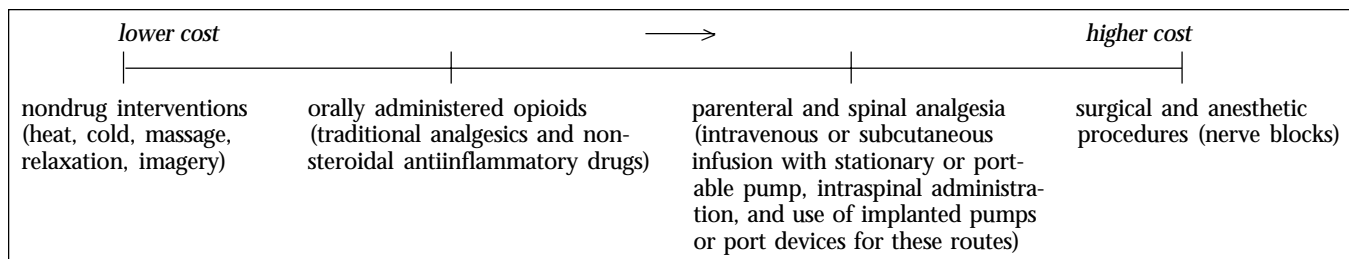 lower cost → higher cost
nondrug interventions
(heat, cold, massage,
relaxation, imagery)
orally administered opioids
(traditional analgesics and non-
steroidal antiinflammatory drugs)
parenteral and spinal analgesia
(intravenous or subcutaneous
infusion with stationary or port-
able pump, intraspinal administra-
tion, and use of implanted pumps
or port devices for these routes)
surgical and anesthetic
procedures (nerve blocks)